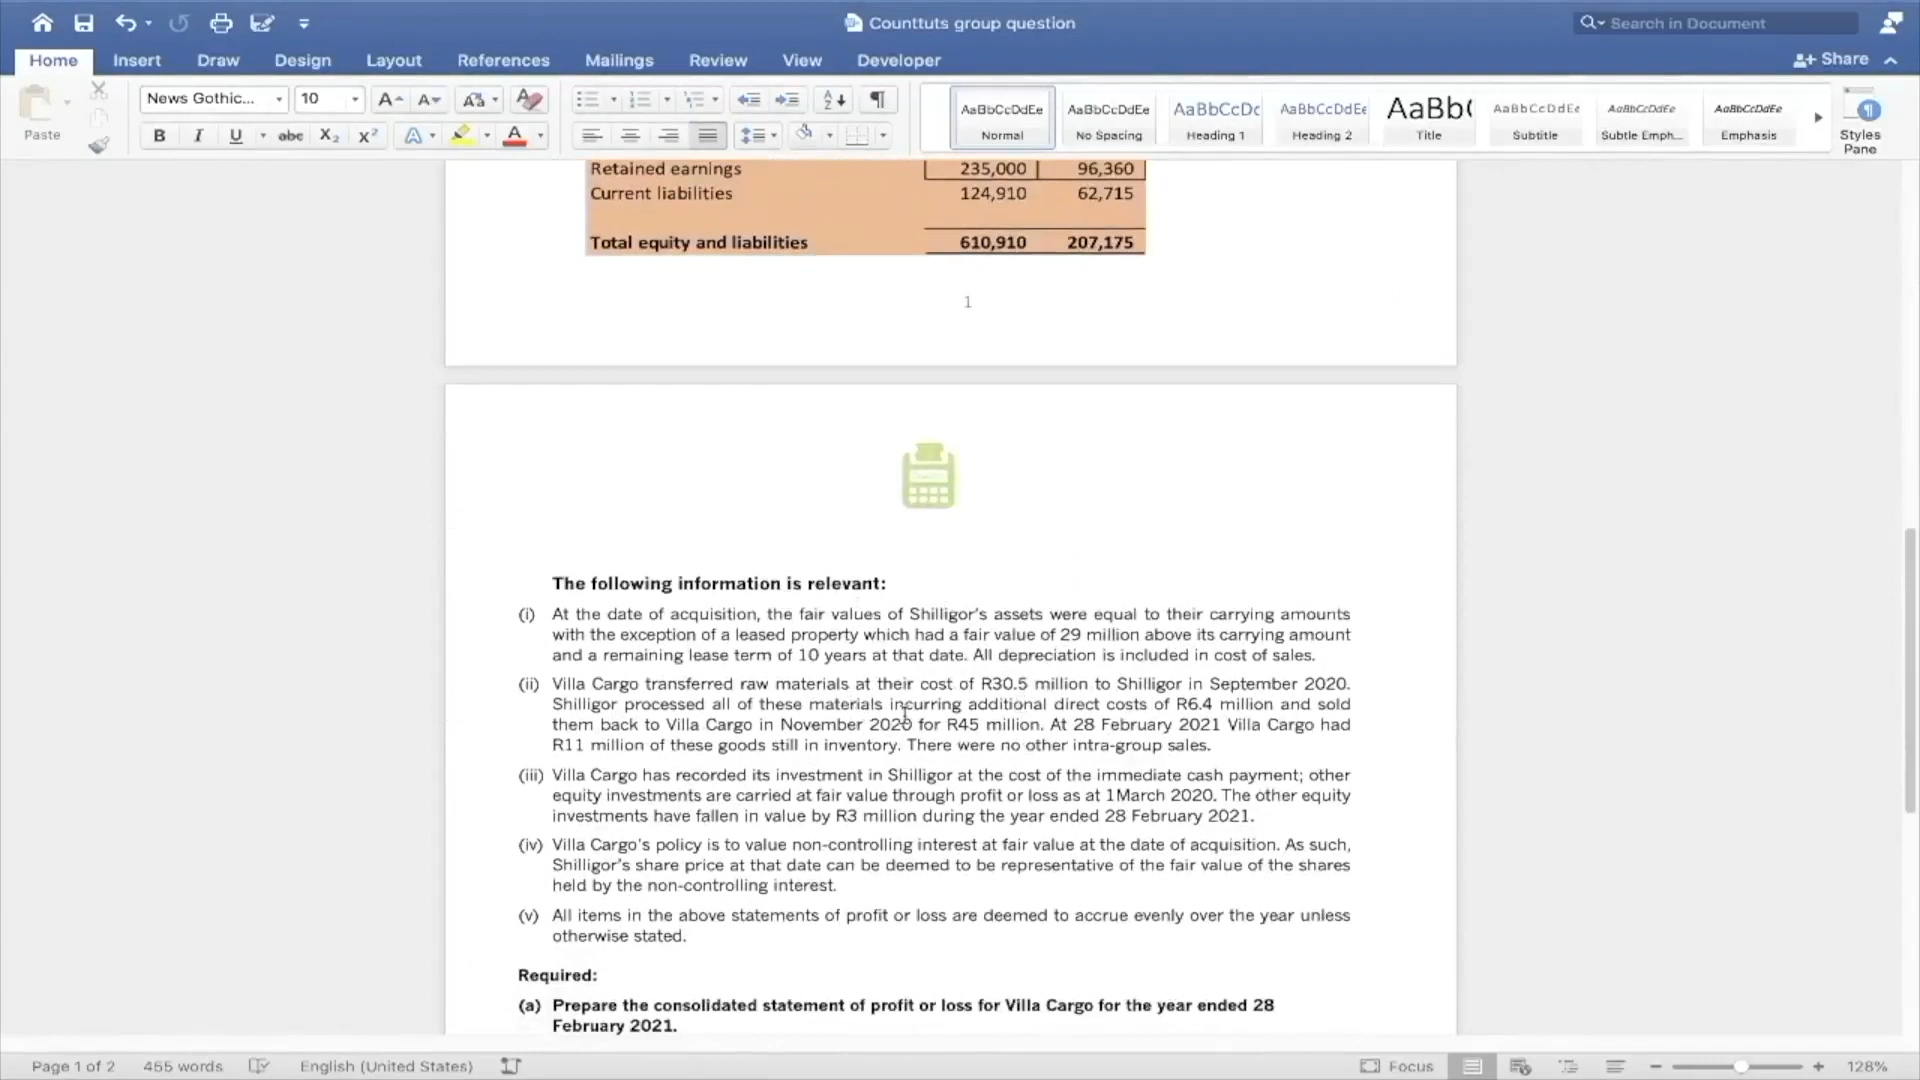 Counttuts group question
Search in Document
Home Insert Draw Design Layout References Mailings Review View Developer
Share
Paste
News Gothic... 10
AaBbCcDdEe AaBbCcDdEe AaBbCcDc AaBbCcDdEe AaBb( AaBbCcDdEe AaBbCcDdEe AaBbCcDdEe
Normal No Spacing Heading 1 Heading 2 Title Subtitle Subtle Emph... Emphasis
Styles
Pane
B I U abc X2 X2 A A
Retained earnings 235,000 96,360
Current liabilities 124,910 62,715
Total equity and liabilities 610,910 207,175
1
The following information is relevant:
(i) At the date of acquisition, the fair values of Shilligor's assets were equal to their carrying amounts
with the exception of a leased property which had a fair value of 29 million above its carrying amount
and a remaining lease term of 10 years at that date. All depreciation is included in cost of sales.
(ii) Villa Cargo transferred raw materials at their cost of R30.5 million to Shilligor in September 2020.
Shilligor processed all of these materials incurring additional direct costs of R6.4 million and sold
them back to Villa Cargo in November 2020 for R45 million. At 28 February 2021 Villa Cargo had
R11 million of these goods still in inventory. There were no other intra-group sales.
(iii) Villa Cargo has recorded its investment in Shilligor at the cost of the immediate cash payment; other
equity investments are carried at fair value through profit or loss as at 1March 2020. The other equity
investments have fallen in value by R3 million during the year ended 28 February 2021.
(iv) Villa Cargo's policy is to value non-controlling interest at fair value at the date of acquisition. As such,
Shilligor's share price at that date can be deemed to be representative of the fair value of the shares
held by the non-controlling interest.
(v) All items in the above statements of profit or loss are deemed to accrue evenly over the year unless
otherwise stated.
Required:
(a) Prepare the consolidated statement of profit or loss for Villa Cargo for the year ended 28
February 2021.
Page 1 of 2 455 words English (United States) Focus 128%